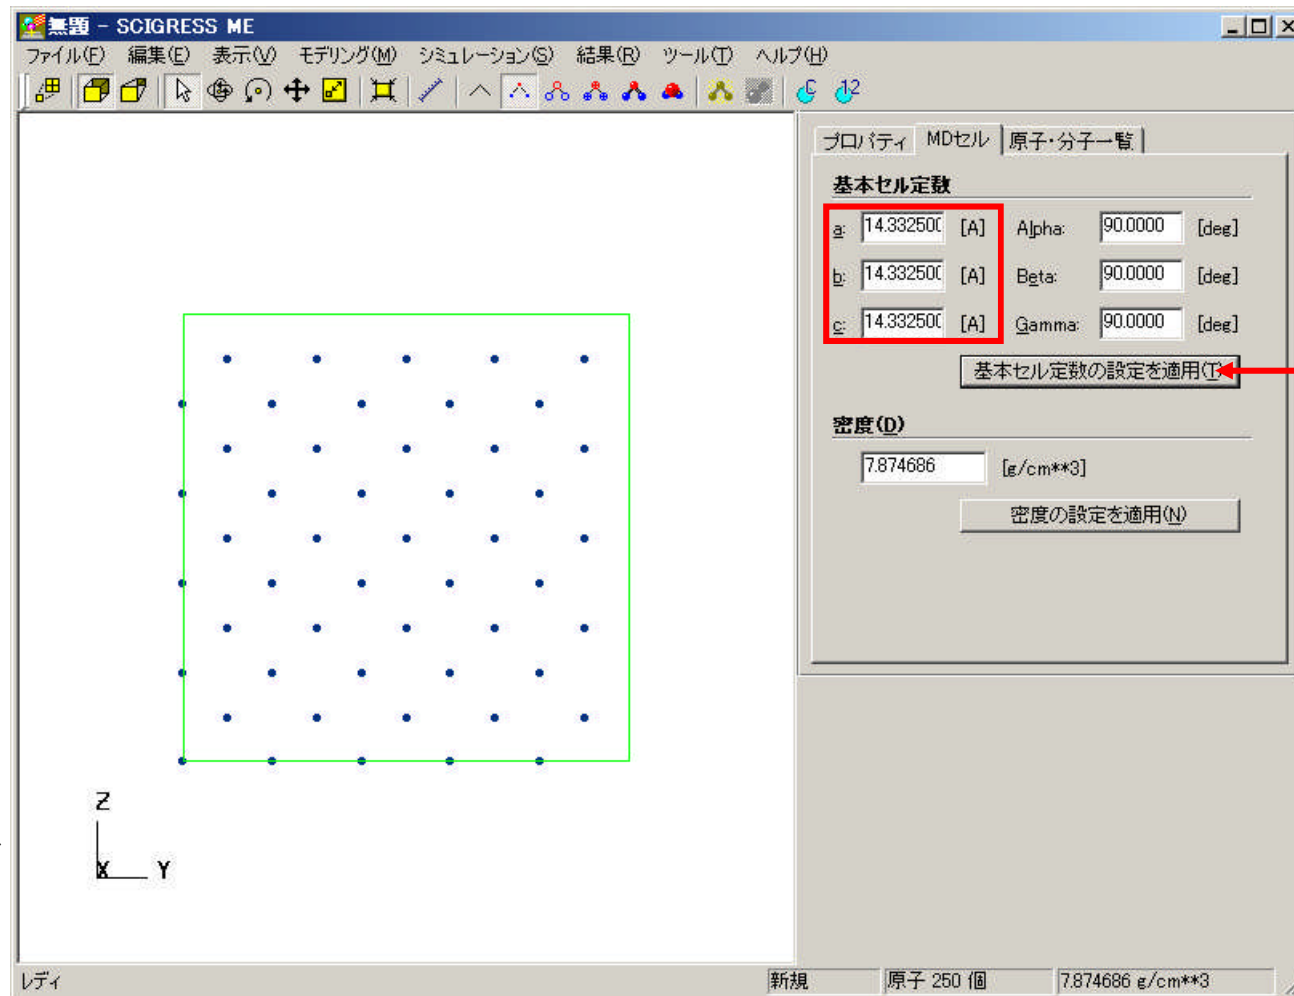 無題 - SCIGRESS ME
ファイル(F) 編集(E) 表示(V) モデリング(M) シミュレーション(S) 結果(R) ツール(T) ヘルプ(H)
C 12
プロパティ MDセル 原子・分子一覧
基本セル定数
a: 14.332500 [A] Alpha: 90.0000 [deg]
b: 14.332500 [A] Beta: 90.0000 [deg]
c: 14.332500 [A] Gamma: 90.0000 [deg]
基本セル定数の設定を適用(T)
密度(D)
7.874686 [g/cm**3]
密度の設定を適用(N)
Z
X Y
レディ 新規 原子 250 個 7.874686 g/cm**3